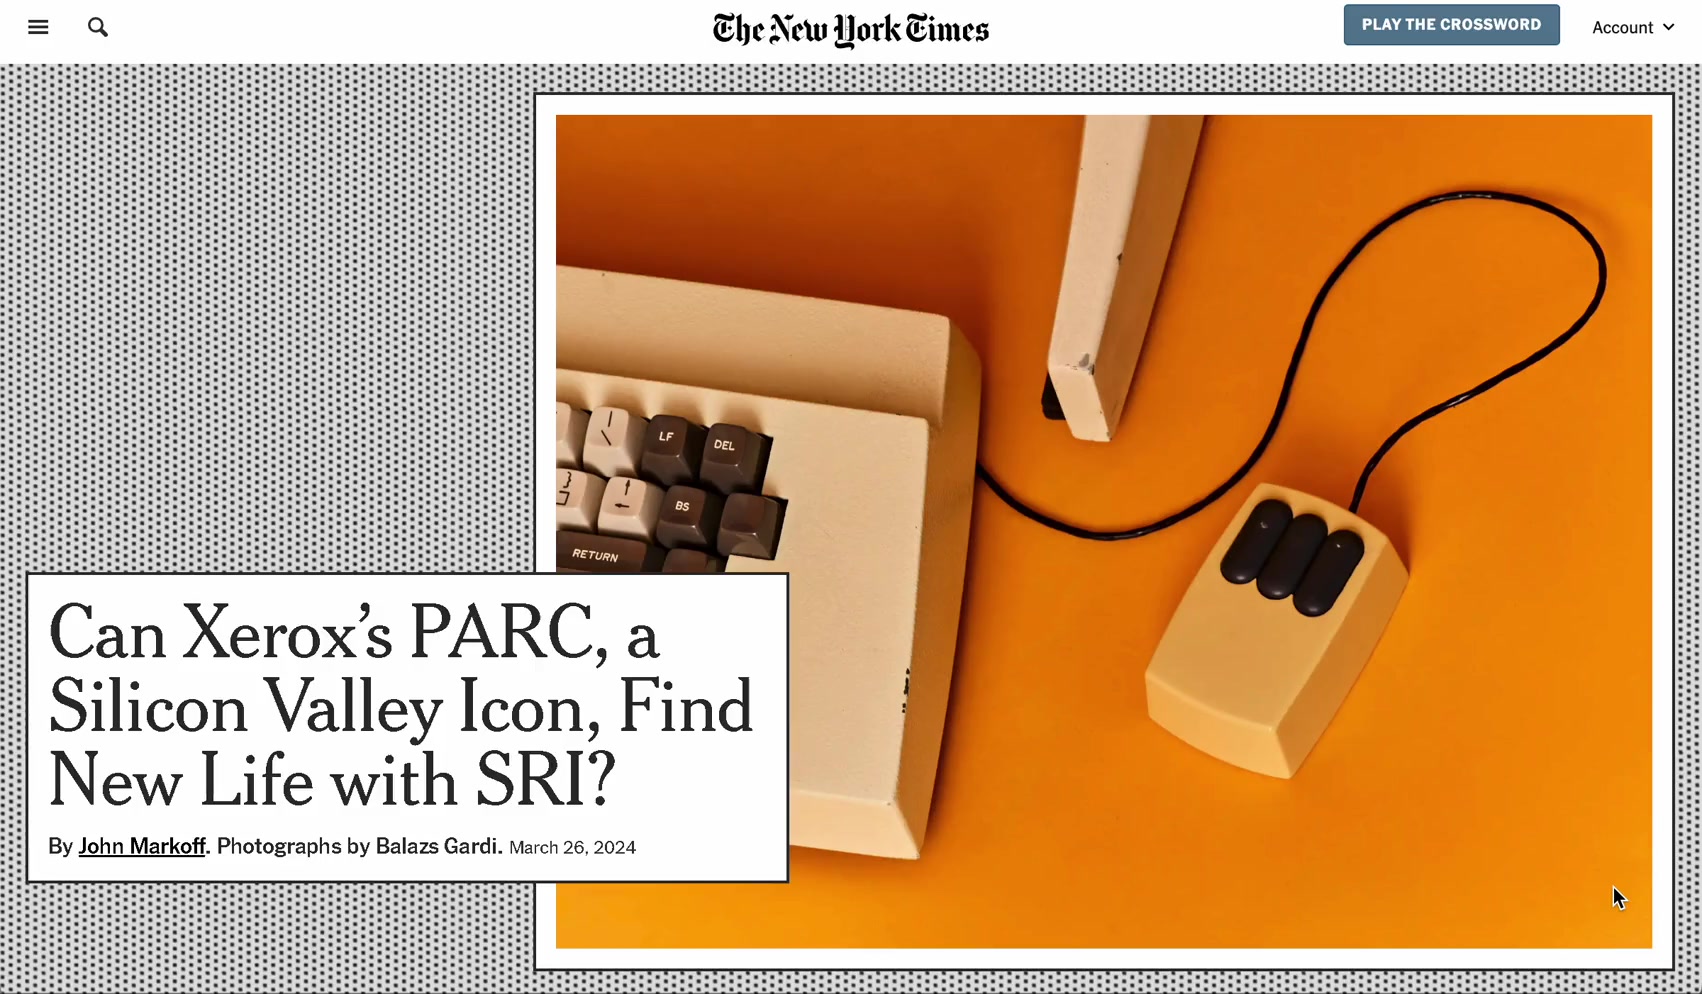 The New York Times
PLAY THE CROSSWORD
Account
LF
DEL
BS
RETURN
Can Xerox’s PARC, a
Silicon Valley Icon, Find
New Life with SRI?
By John Markoff. Photographs by Balazs Gardi. March 26, 2024